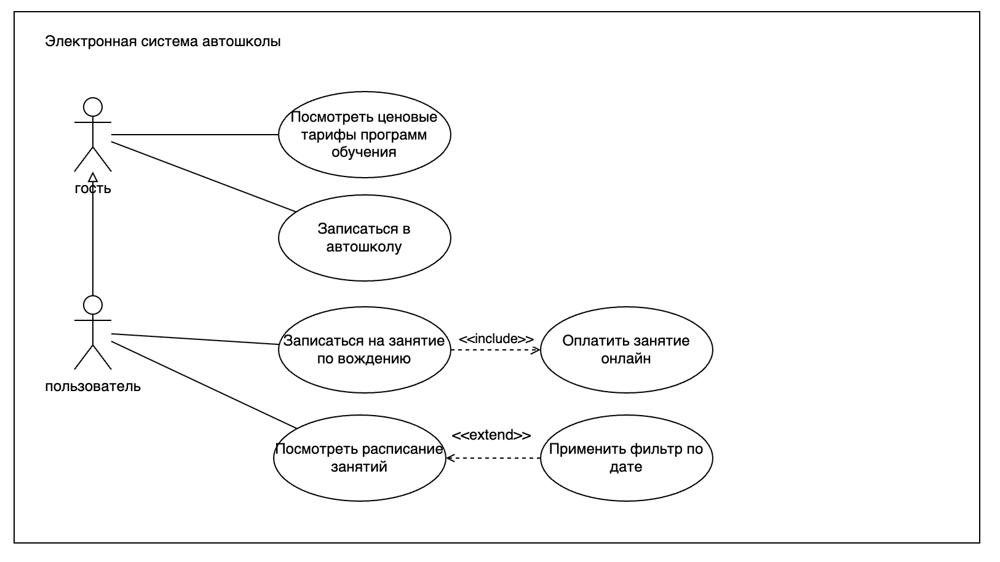 Электронная система автошколы
Посмотреть ценовые
тарифы программ
обучения
гость
Записаться в
автошколу
Записаться на занятие
по вождению
<<include>>
Оплатить занятие
онлайн
пользователь
Посмотреть расписание
занятий
<<extend>>
Применить фильтр по
дате